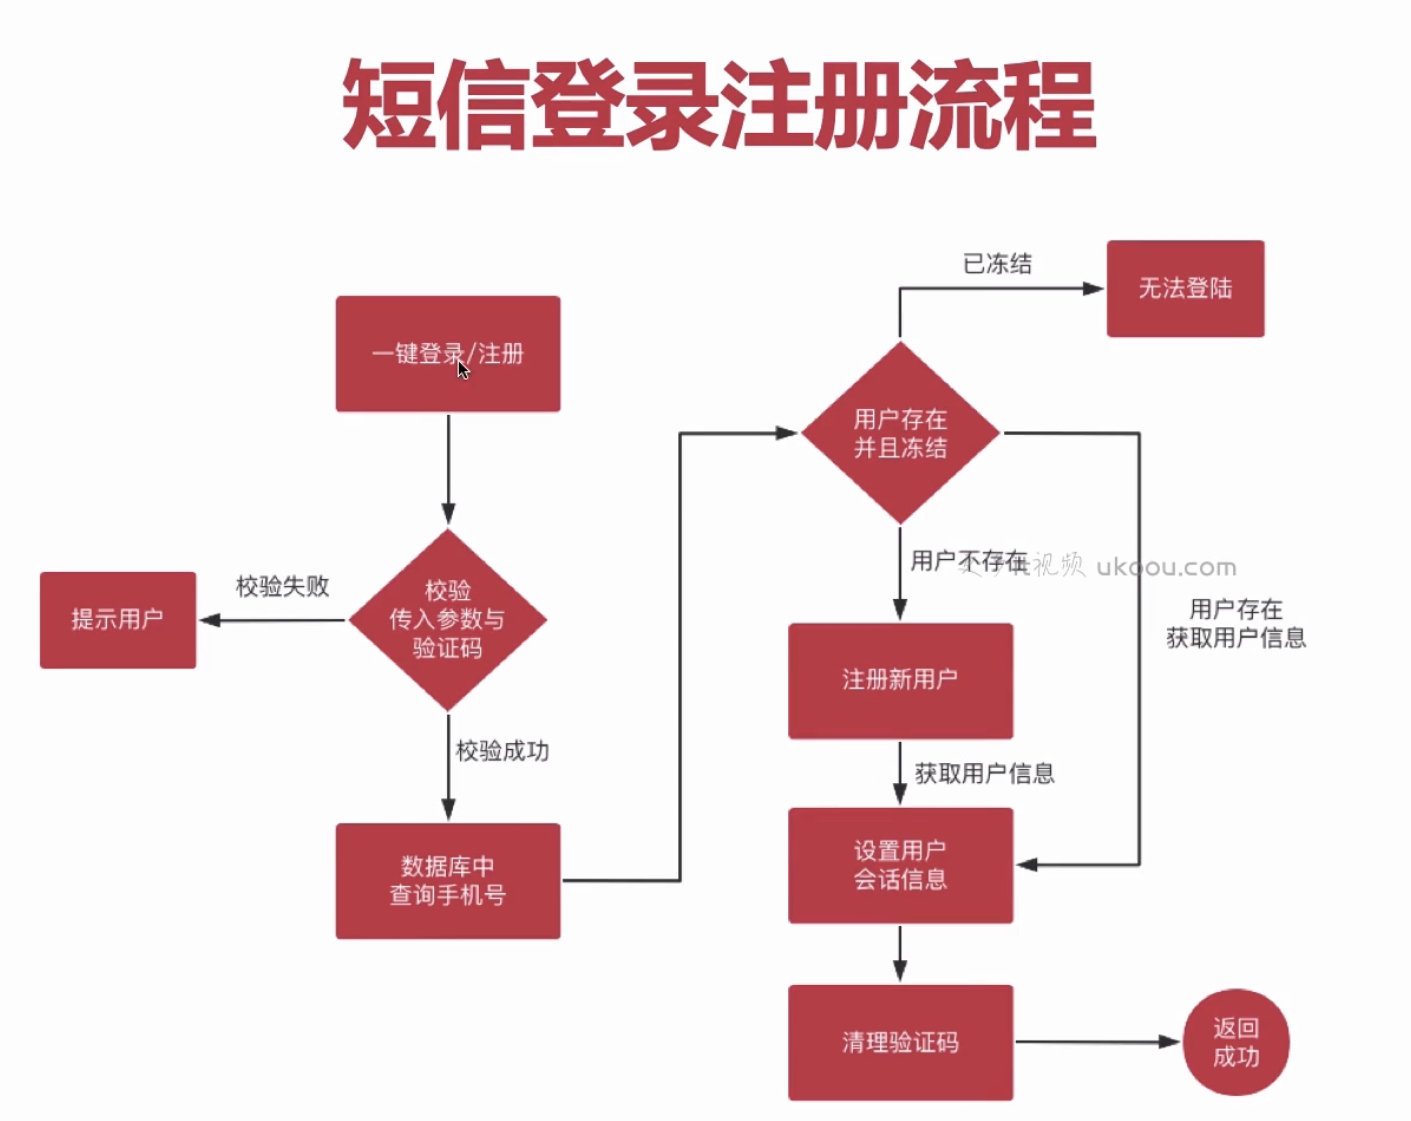 短信登录注册流程
一键登录/注册
校验失败
提示用户
校验
传入参数与
验证码
校验成功
数据库中
查询手机号
已冻结
无法登陆
用户存在
并且冻结
用户不存在
视频 ukoou.com
用户存在
获取用户信息
注册新用户
获取用户信息
设置用户
会话信息
清理验证码
返回
成功